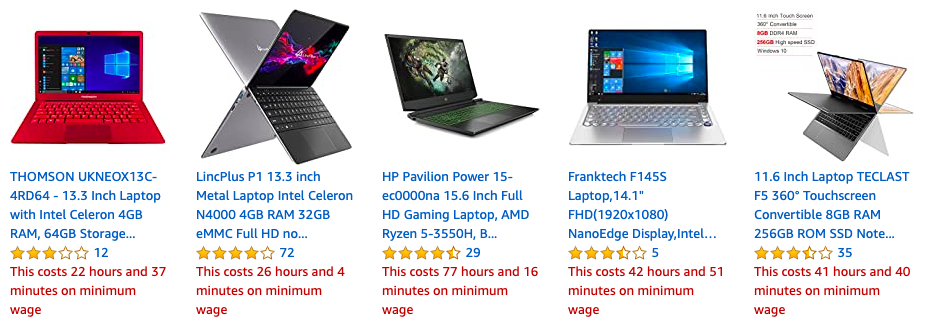 11.6 Inch Touch Screen
360° Convertible
8GB DDR4 RAM
256GB High speed SSD
Windows 10
THOMSON UKNEOX13C-
4RD64 - 13.3 Inch Laptop
with Intel Celeron 4GB
RAM, 64GB Storage...
12
This costs 22 hours and 37
minutes on minimum
wage
LincPlus P1 13.3 inch
Metal Laptop Intel Celeron
N4000 4GB RAM 32GB
eMMC Full HD no...
72
This costs 26 hours and 4
minutes on minimum
wage
HP Pavilion Power 15-
ec0000na 15.6 Inch Full
HD Gaming Laptop, AMD
Ryzen 5-3550H, B...
29
This costs 77 hours and 16
minutes on minimum
wage
Franktech F145S
Laptop,14.1"
FHD(1920x1080)
NanoEdge Display,Intel...
5
This costs 42 hours and 51
minutes on minimum
wage
11.6 Inch Laptop TECLAST
F5 360° Touchscreen
Convertible 8GB RAM
256GB ROM SSD Note...
35
This costs 41 hours and 40
minutes on minimum
wage